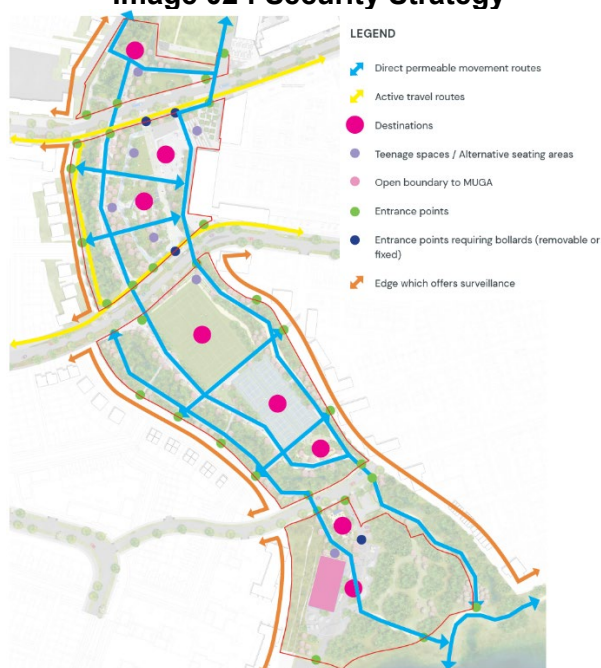 Image 02 : Security Strategy
LEGEND
Direct permeable movement routes
Active travel routes
Destinations
Teenage spaces / Alternative seating areas
Open boundary to MUGA
Entrance points
Entrance points requiring bollards (removable or
fixed)
Edge which offers surveillance